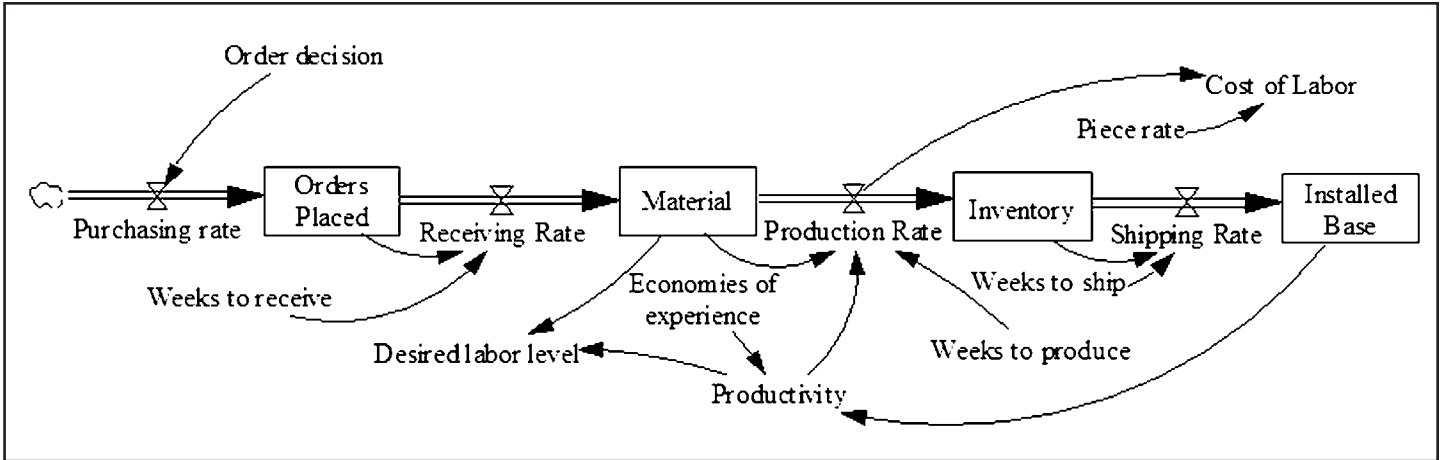 Order decision
Cost of Labor
Piece rate
Orders
Placed
Material
Inventory
Installed
Base
Purchasing rate
Receiving Rate
Production Rate
Shipping Rate
Weeks to receive
Economies of
experience
Weeks to ship
Desired labor level
Weeks to produce
Productivity